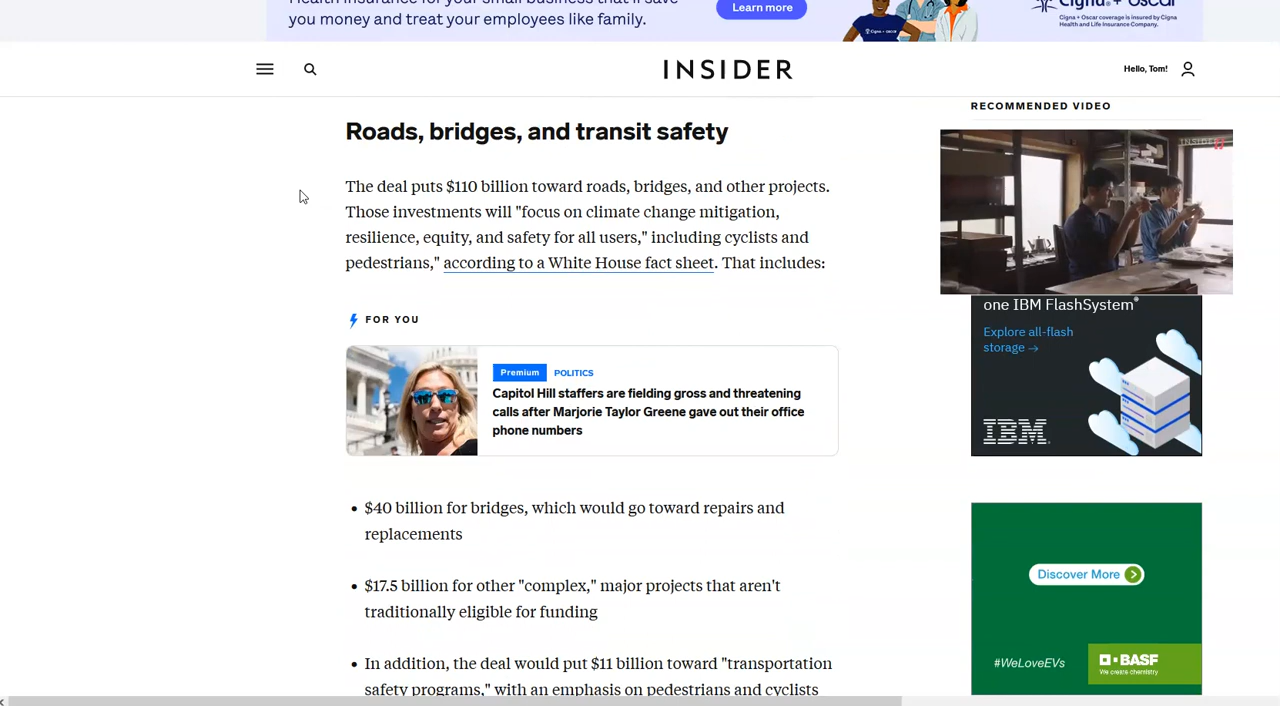 Health insurance for your small business that'll save
you money and treat your employees like family.
Learn more
Cigna + Oscar
Cigna + Oscar coverage is insured by Cigna
Health and Life Insurance Company.
INSIDER
Hello, Tom!
Roads, bridges, and transit safety
The deal puts $110 billion toward roads, bridges, and other projects.
Those investments will "focus on climate change mitigation,
resilience, equity, and safety for all users," including cyclists and
pedestrians," according to a White House fact sheet. That includes:
FOR YOU
Premium POLITICS
Capitol Hill staffers are fielding gross and threatening
calls after Marjorie Taylor Greene gave out their office
phone numbers
• $40 billion for bridges, which would go toward repairs and
replacements
• $17.5 billion for other "complex," major projects that aren't
traditionally eligible for funding
• In addition, the deal would put $11 billion toward "transportation
safety programs," with an emphasis on pedestrians and cyclists
RECOMMENDED VIDEO
one IBM FlashSystem®
Explore all-flash
storage →
IBM
Discover More
#WeLoveEVs
BASF
We create chemistry